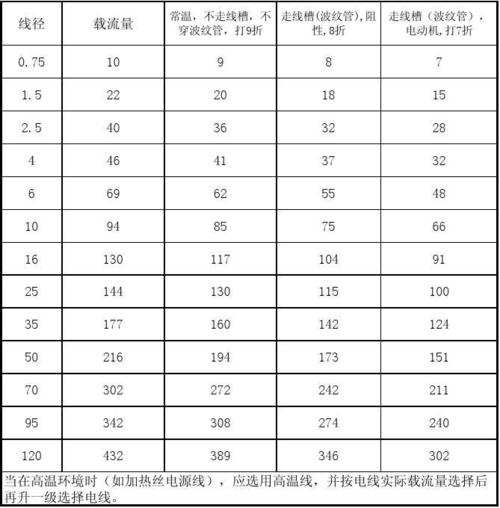 线径 载流量 常温，不走线槽，不穿波纹管，打9折 走线槽(波纹管),阻性,8折 走线槽（波纹管），电动机,打7折
0.75 10 9 8 7
1.5 22 20 18 15
2.5 40 36 32 28
4 46 41 37 32
6 69 62 55 48
10 94 85 75 66
16 130 117 104 91
25 144 130 115 100
35 177 160 142 124
50 216 194 173 151
70 302 272 242 211
95 342 308 274 240
120 432 389 346 302
当在高温环境时（如加热丝电源线），应选用高温线，并按电线实际载流量选择后
再升一级选择电线。